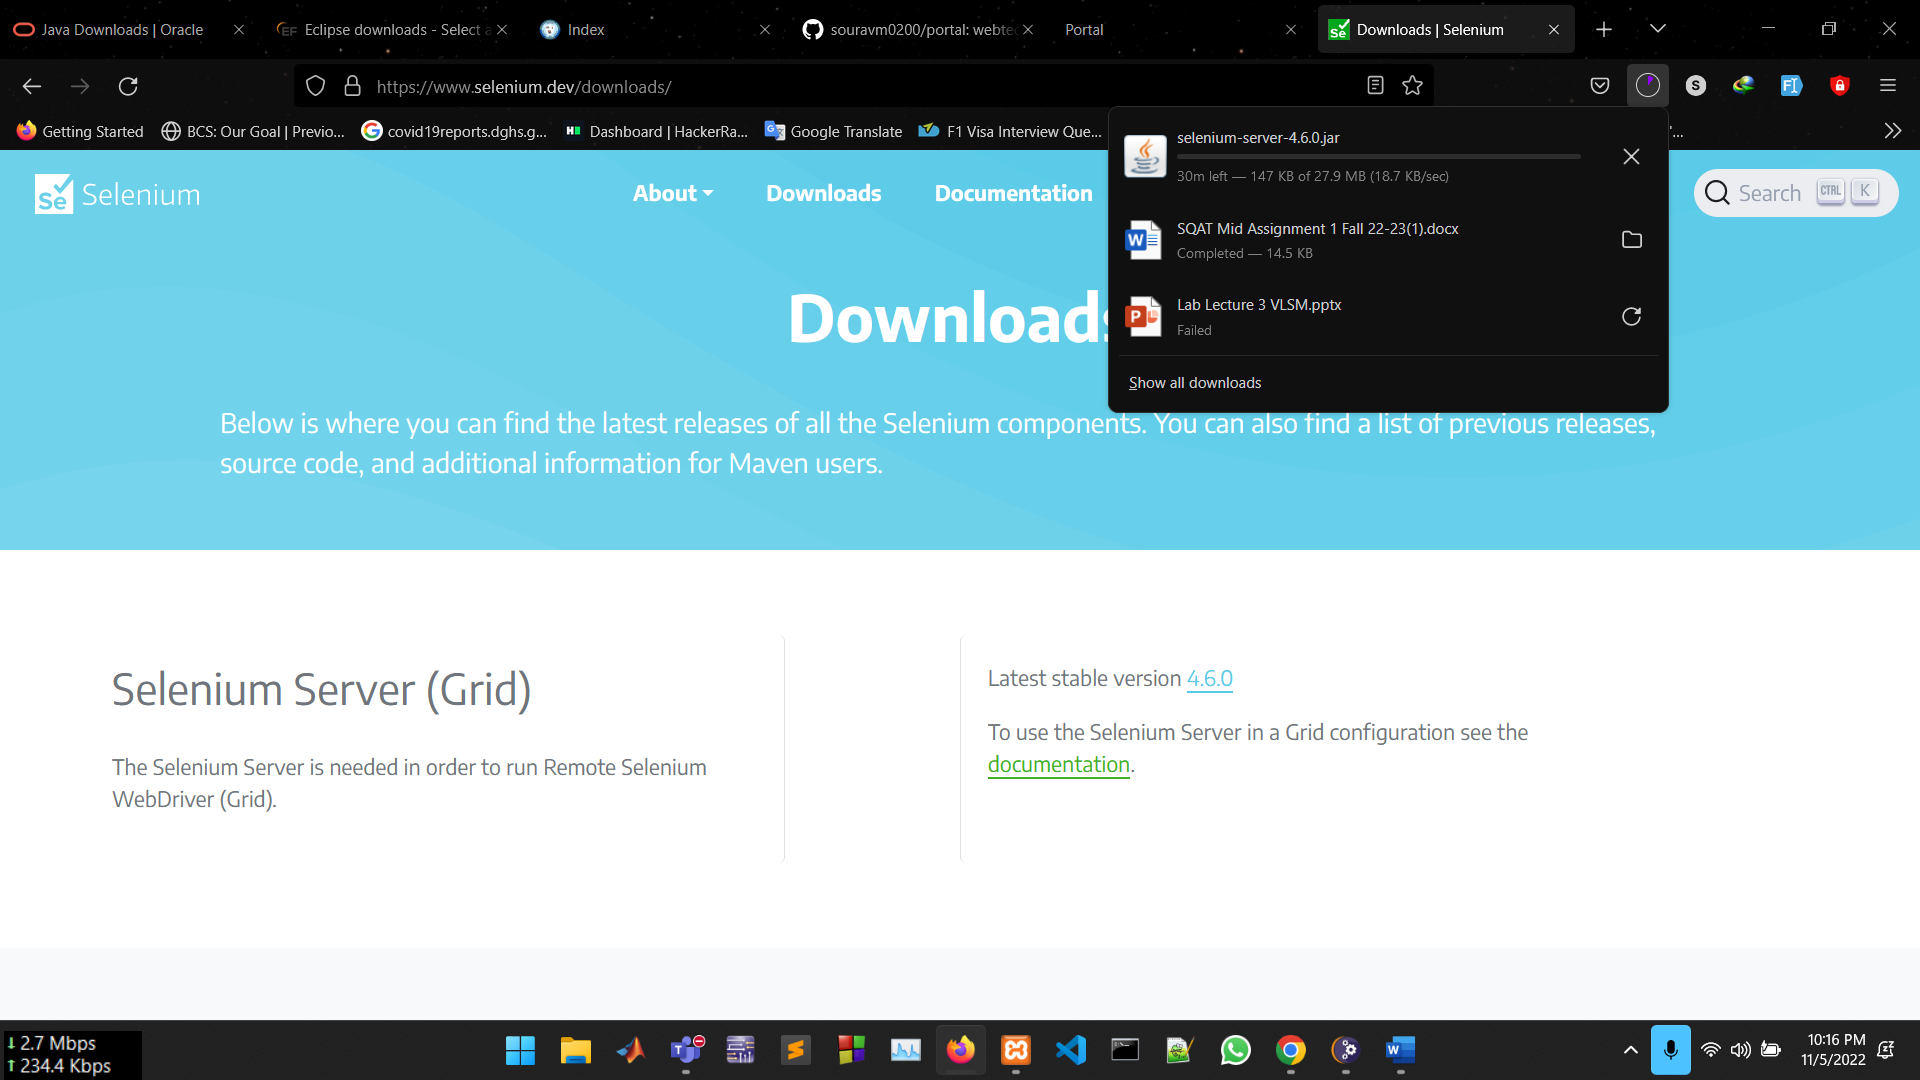 Java Downloads | Oracle
Eclipse downloads - Select a
Index
souravm0200/portal: webtec
Portal
Downloads | Selenium
https://www.selenium.dev/downloads/
Getting Started
BCS: Our Goal | Previo...
covid19reports.dghs.g...
Dashboard | HackerRa...
Google Translate
F1 Visa Interview Que...
selenium-server-4.6.0.jar
30m left — 147 KB of 27.9 MB (18.7 KB/sec)
SQAT Mid Assignment 1 Fall 22-23(1).docx
Completed — 14.5 KB
Lab Lecture 3 VLSM.pptx
Failed
Show all downloads
Selenium
About
Downloads
Documentation
Search CTRL K
Downloads
Below is where you can find the latest releases of all the Selenium components. You can also find a list of previous releases,
source code, and additional information for Maven users.
Selenium Server (Grid)
The Selenium Server is needed in order to run Remote Selenium
WebDriver (Grid).
Latest stable version 4.6.0
To use the Selenium Server in a Grid configuration see the
documentation.
2.7 Mbps
234.4 Kbps
10:16 PM
11/5/2022